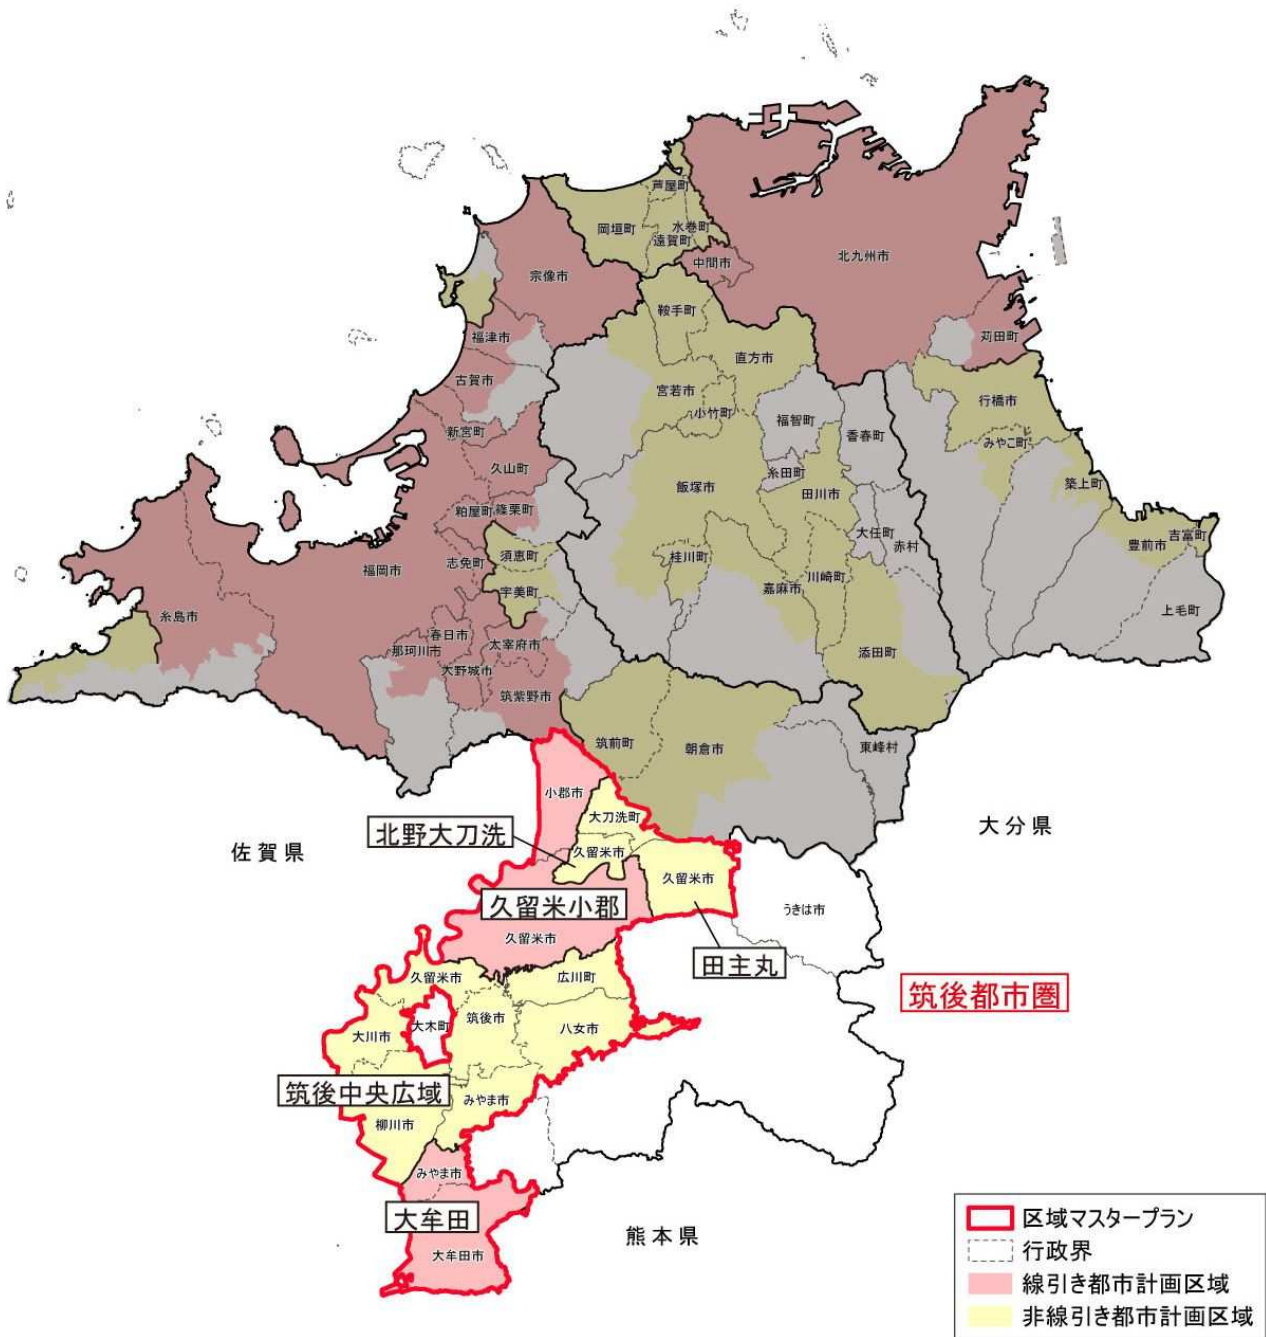 芦屋町
岡垣町
水巻町
遠賀町
中間市
北九州市
宗像市
鞍手町
苅田町
福津市
直方市
古賀市
宮若市
行橋市
小竹町
福智町
新宮町
香春町
みやこ町
久山町
糸田町
飯塚市
田川市
築上町
粕屋町
篠栗町
大任町
赤村
吉富町
豊前市
須恵町
志免町
福岡市
桂川町
川崎町
嘉麻市
宇美町
上毛町
糸島市
春日市
太宰府市
那珂川市
大野城市
添田町
筑紫野市
筑前町
朝倉市
東峰村
小郡市
大刀洗町
北野大刀洗
大分県
佐賀県
久留米市
久留米市
久留米小郡
うきは市
久留米市
田主丸
久留米市
広川町
筑後都市圏
大木町
筑後市
大川市
八女市
筑後中央広域
みやま市
柳川市
みやま市
大牟田
大牟田市
熊本県
区域マスタープラン
行政界
線引き都市計画区域
非線引き都市計画区域